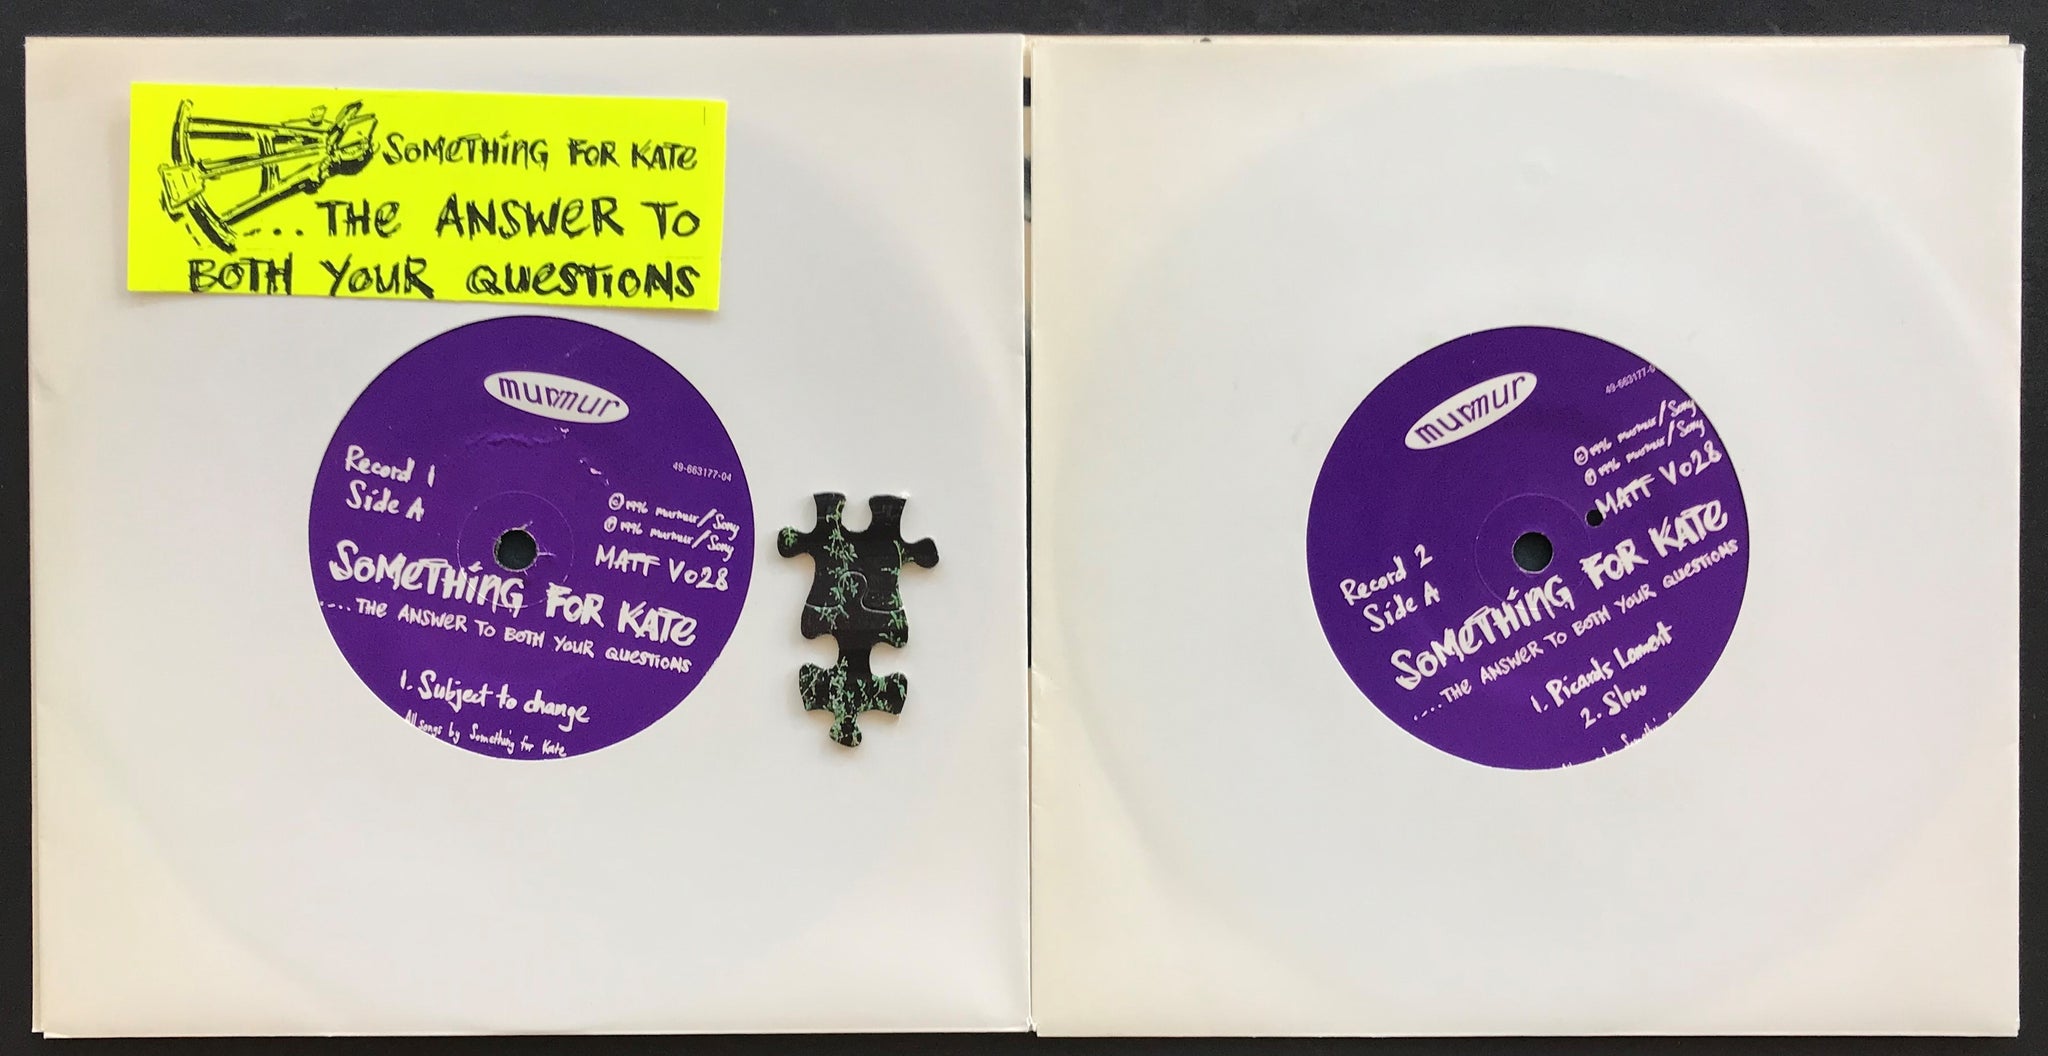 SOMETHING FOR KATE
...THE ANSWER TO
BOTH YOUR QUESTIONS
murmur
49-663177-04
Record 1
Side A
© 1996 murmur/Sony
℗ 1996 murmur/Sony
MATT V028
SOMETHING FOR KATE
....THE ANSWER TO BOTH YOUR QUESTIONS
1. Subject to change
All songs by Something for Kate
murmur
49-663177-0
© 1996 murmur/Sony
℗ 1996 murmur/Sony
MATT V028
Record 2
Side A
SOMETHING FOR KATE
....THE ANSWER TO BOTH YOUR QUESTIONS
1. Picards Lament
2. Slow